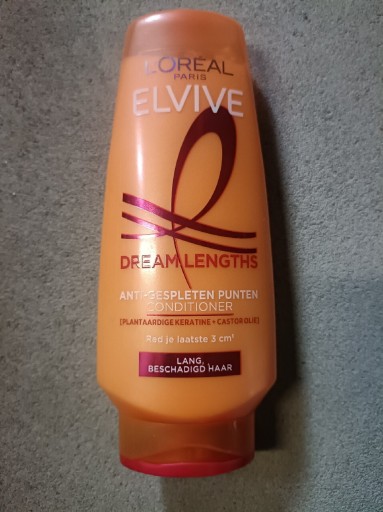 L'ORÉAL
PARIS
ELVIVE
DREAM LENGTHS
ANTI-GESPLETEN PUNTEN
CONDITIONER
[PLANTAARDIGE KERATINE + CASTOROLIE]
Red je laatste 3 cm*
LANG,
BESCHADIGD HAAR